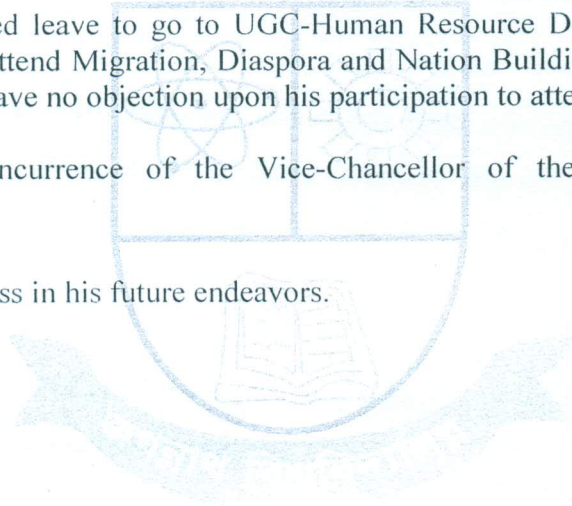 ed leave to go to UGC-Human Resource D
ttend Migration, Diaspora and Nation Buildi
ave no objection upon his participation to atte
ncurrence of the Vice-Chancellor of the
ss in his future endeavors.